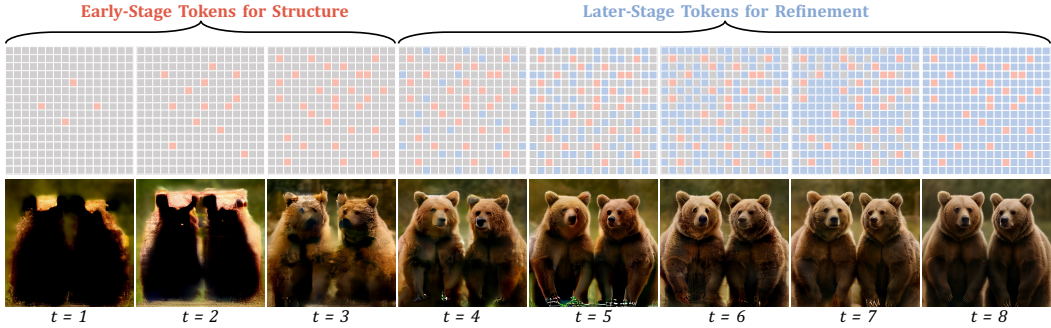 Early-Stage Tokens for Structure
Later-Stage Tokens for Refinement
t = 1
t = 2
t = 3
t = 4
t = 5
t = 6
t = 7
t = 8